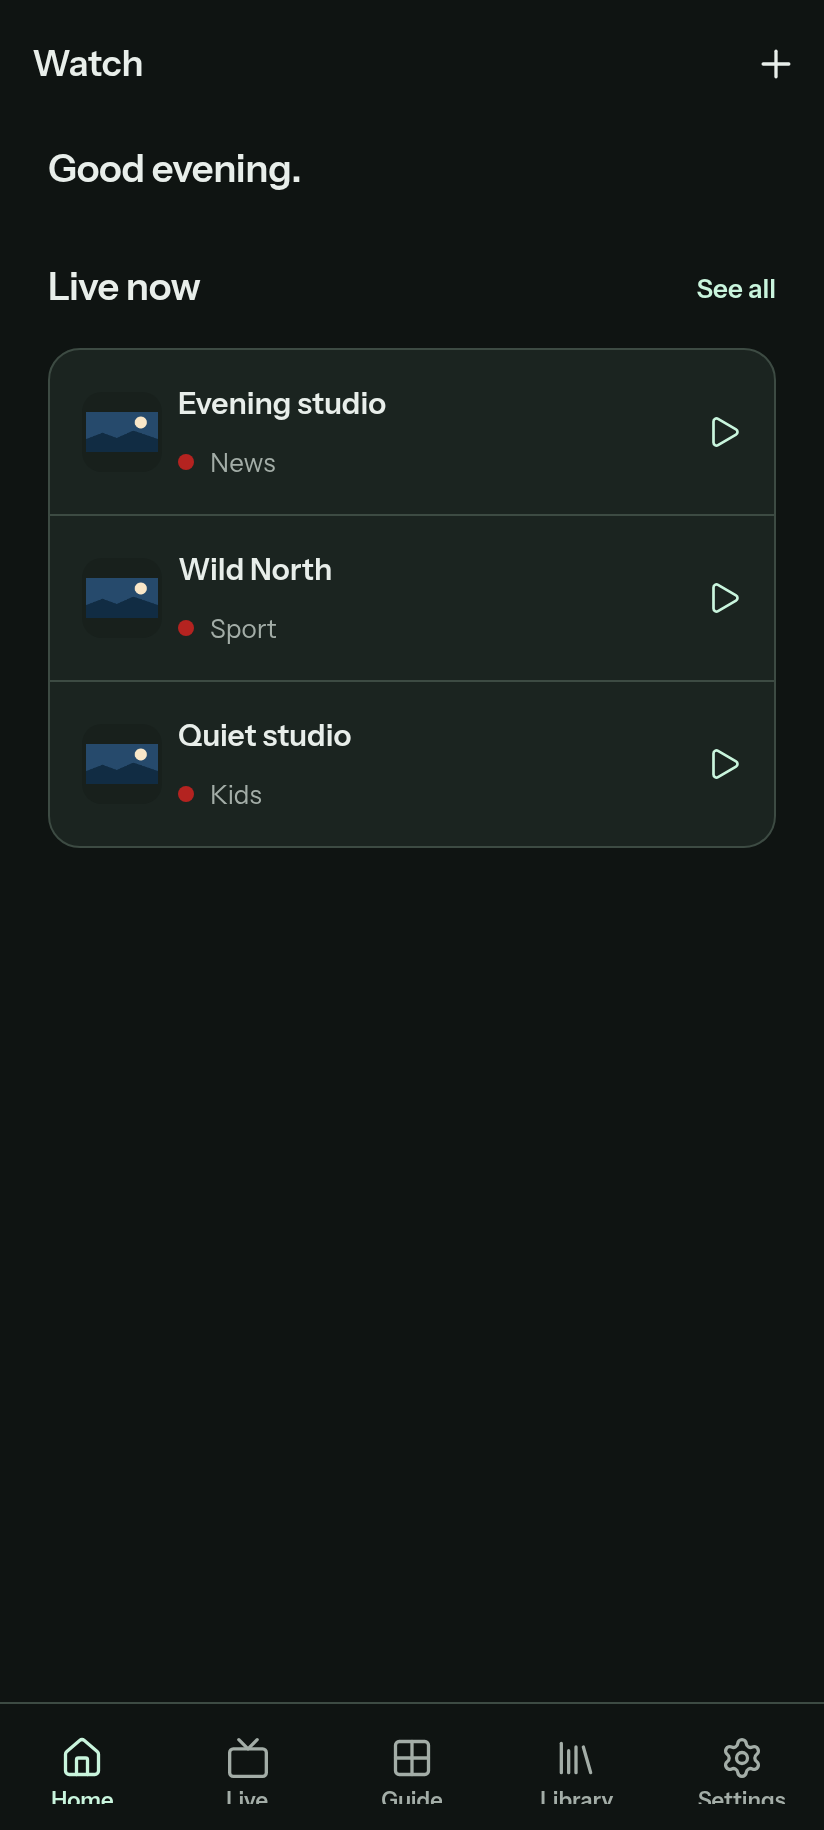 Watch
Good evening.
Live now
See all
Evening studio
News
Wild North
Sport
Quiet studio
Kids
Home
Live
Guide
Library
Settings